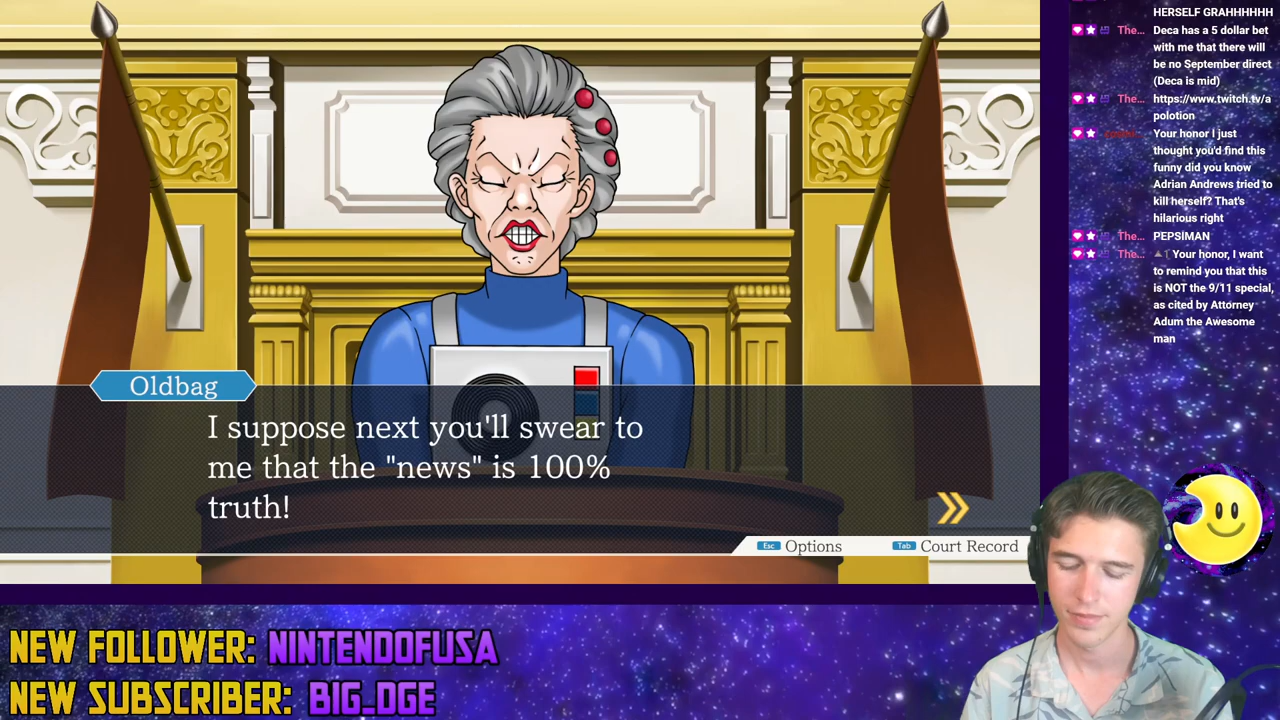 HERSELF GRAHHHHHH
The... Deca has a 5 dollar bet
with me that there will
be no September direct
(Deca is mid)
The... https://www.twitch.tv/a
polotion
Your honor I just
thought you'd find this
funny did you know
Adrian Andrews tried to
kill herself? That's
hilarious right
The... PEPSIMAN
The... Your honor, I want
to remind you that this
is NOT the 9/11 special,
as cited by Attorney
Adum the Awesome
man
Oldbag
I suppose next you'll swear to
me that the "news" is 100%
truth!
Esc Options Tab Court Record
NEW FOLLOWER: NINTENDOFUSA
NEW SUBSCRIBER: BIG_DGE